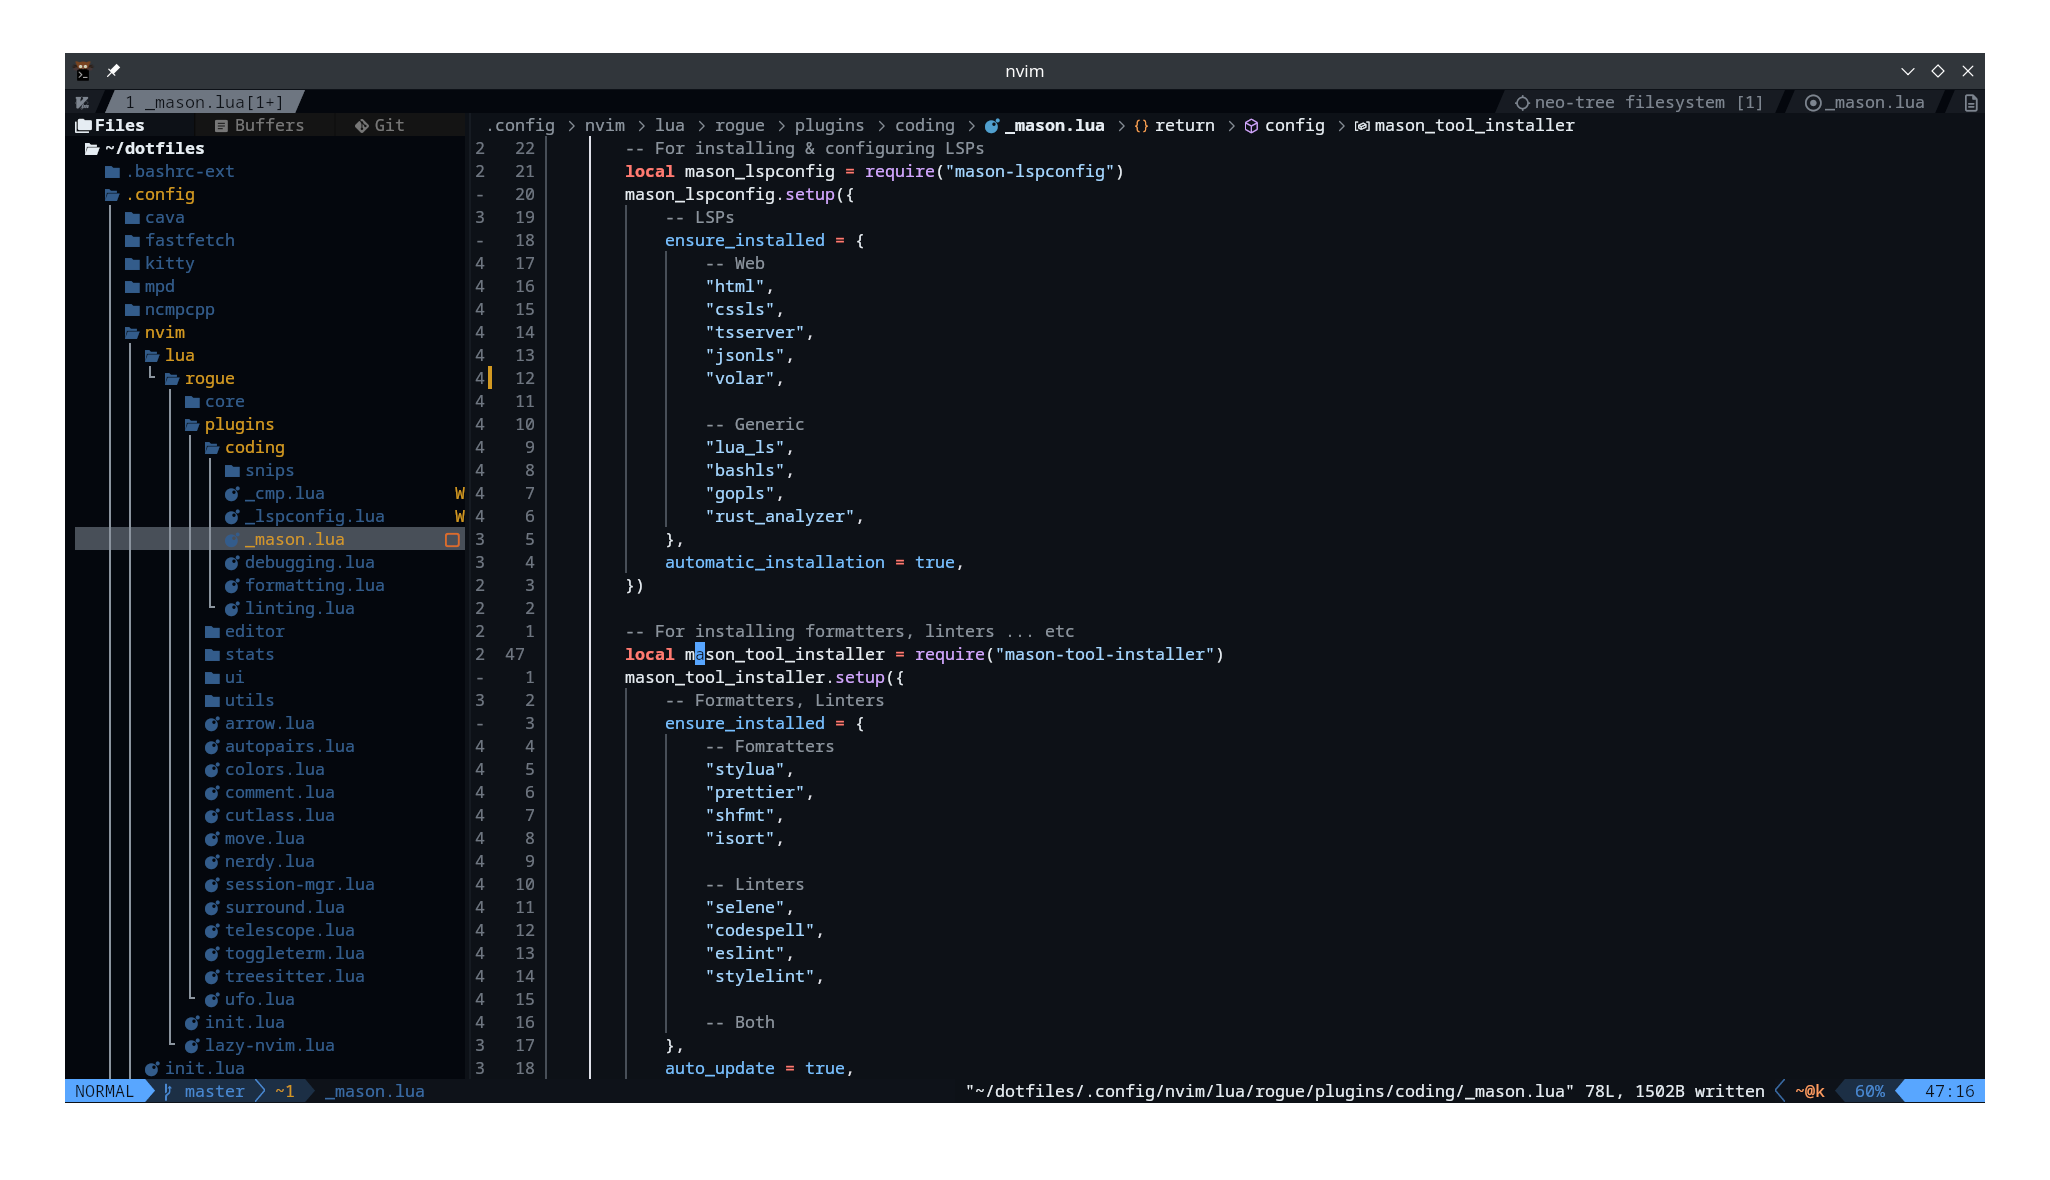 nvim
1 _mason.lua[1+] neo-tree filesystem [1] _mason.lua
Files Buffers Git
.config > nvim > lua > rogue > plugins > coding > _mason.lua > {} return > config > mason_tool_installer
~/dotfiles
.bashrc-ext
.config
cava
fastfetch
kitty
mpd
ncmpcpp
nvim
lua
rogue
core
plugins
coding
snips
_cmp.lua W
_lspconfig.lua W
_mason.lua
debugging.lua
formatting.lua
linting.lua
editor
stats
ui
utils
arrow.lua
autopairs.lua
colors.lua
comment.lua
cutlass.lua
move.lua
nerdy.lua
session-mgr.lua
surround.lua
telescope.lua
toggleterm.lua
treesitter.lua
ufo.lua
init.lua
lazy-nvim.lua
init.lua
2 22 -- For installing & configuring LSPs
2 21 local mason_lspconfig = require("mason-lspconfig")
- 20 mason_lspconfig.setup({
3 19 -- LSPs
- 18 ensure_installed = {
4 17 -- Web
4 16 "html",
4 15 "cssls",
4 14 "tsserver",
4 13 "jsonls",
4 12 "volar",
4 11
4 10 -- Generic
4 9 "lua_ls",
4 8 "bashls",
4 7 "gopls",
4 6 "rust_analyzer",
3 5 },
3 4 automatic_installation = true,
2 3 })
2 2
2 1 -- For installing formatters, linters ... etc
2 47 local mason_tool_installer = require("mason-tool-installer")
- 1 mason_tool_installer.setup({
3 2 -- Formatters, Linters
- 3 ensure_installed = {
4 4 -- Fomratters
4 5 "stylua",
4 6 "prettier",
4 7 "shfmt",
4 8 "isort",
4 9
4 10 -- Linters
4 11 "selene",
4 12 "codespell",
4 13 "eslint",
4 14 "stylelint",
4 15
4 16 -- Both
3 17 },
3 18 auto_update = true,
NORMAL master ~1 _mason.lua "~/dotfiles/.config/nvim/lua/rogue/plugins/coding/_mason.lua" 78L, 1502B written ~@k 60% 47:16